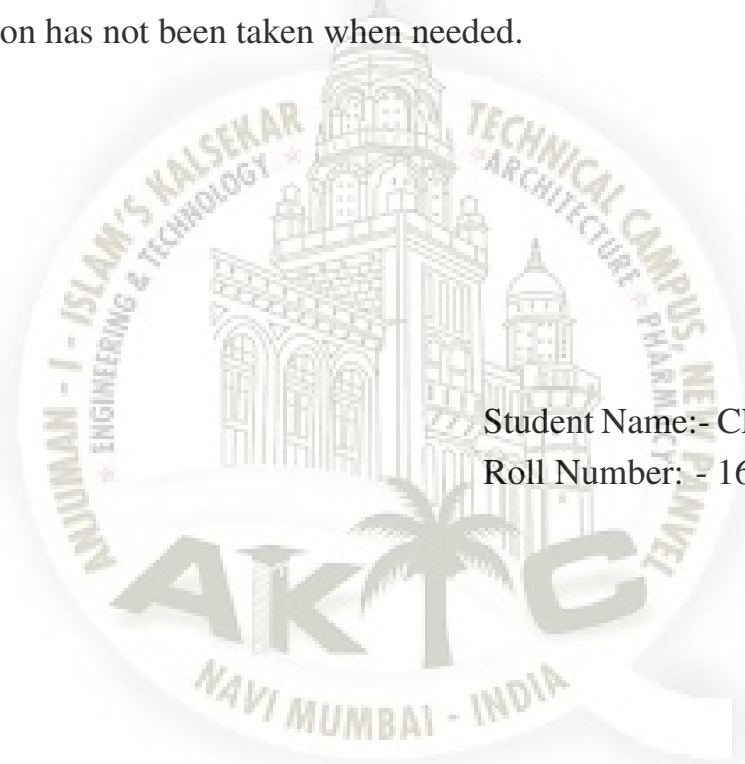 on has not been taken when needed.
ANJUMAN - I - ISLAM'S KALSEKAR TECHNICAL CAMPUS, NEW PANVEL
ENGINEERING & TECHNOLOGY * ARCHITECTURE * PHARMACY
Student Name:-
Roll Number: - 16
AKTC
NAVI MUMBAI - INDIA